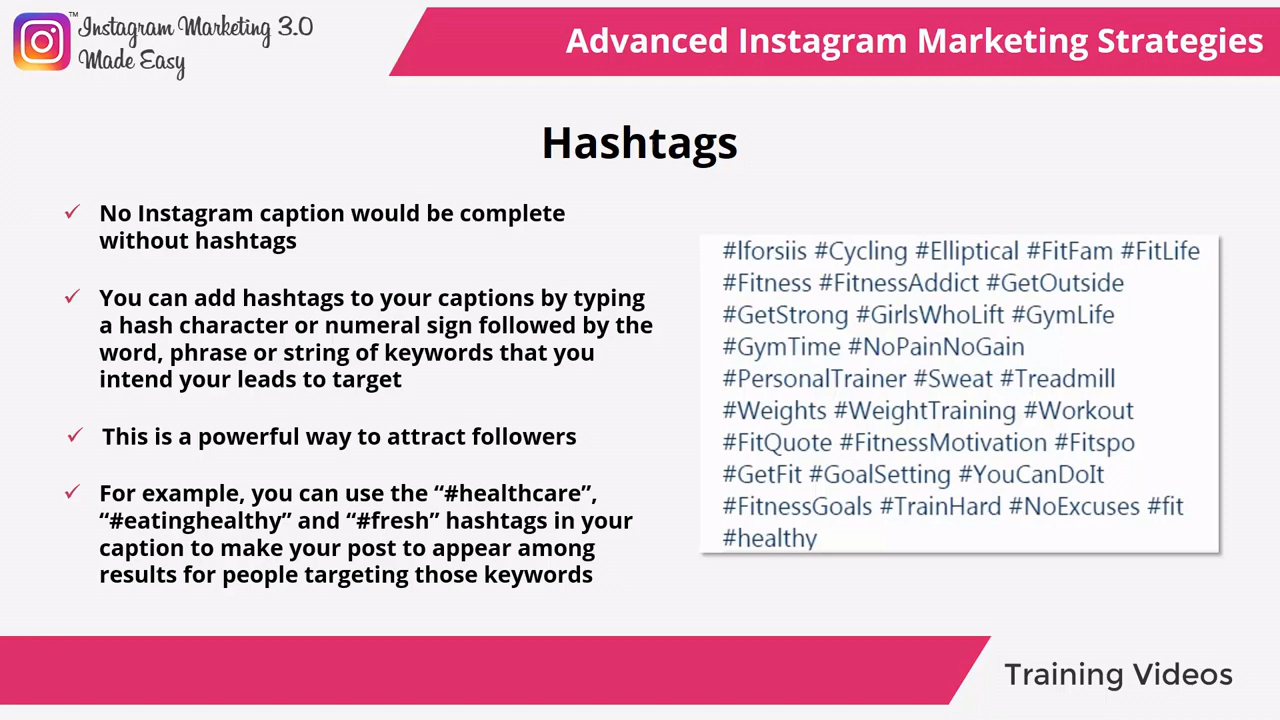 Instagram Marketing 3.0
Made Easy
™
Advanced Instagram Marketing Strategies
Hashtags
✓ No Instagram caption would be complete
without hashtags
✓ You can add hashtags to your captions by typing
a hash character or numeral sign followed by the
word, phrase or string of keywords that you
intend your leads to target
✓ This is a powerful way to attract followers
✓ For example, you can use the “#healthcare”,
“#eatinghealthy” and “#fresh” hashtags in your
caption to make your post to appear among
results for people targeting those keywords
#lforsiis #Cycling #Elliptical #FitFam #FitLife
#Fitness #FitnessAddict #GetOutside
#GetStrong #GirlsWhoLift #GymLife
#GymTime #NoPainNoGain
#PersonalTrainer #Sweat #Treadmill
#Weights #WeightTraining #Workout
#FitQuote #FitnessMotivation #Fitspo
#GetFit #GoalSetting #YouCanDoIt
#FitnessGoals #TrainHard #NoExcuses #fit
#healthy
Training Videos